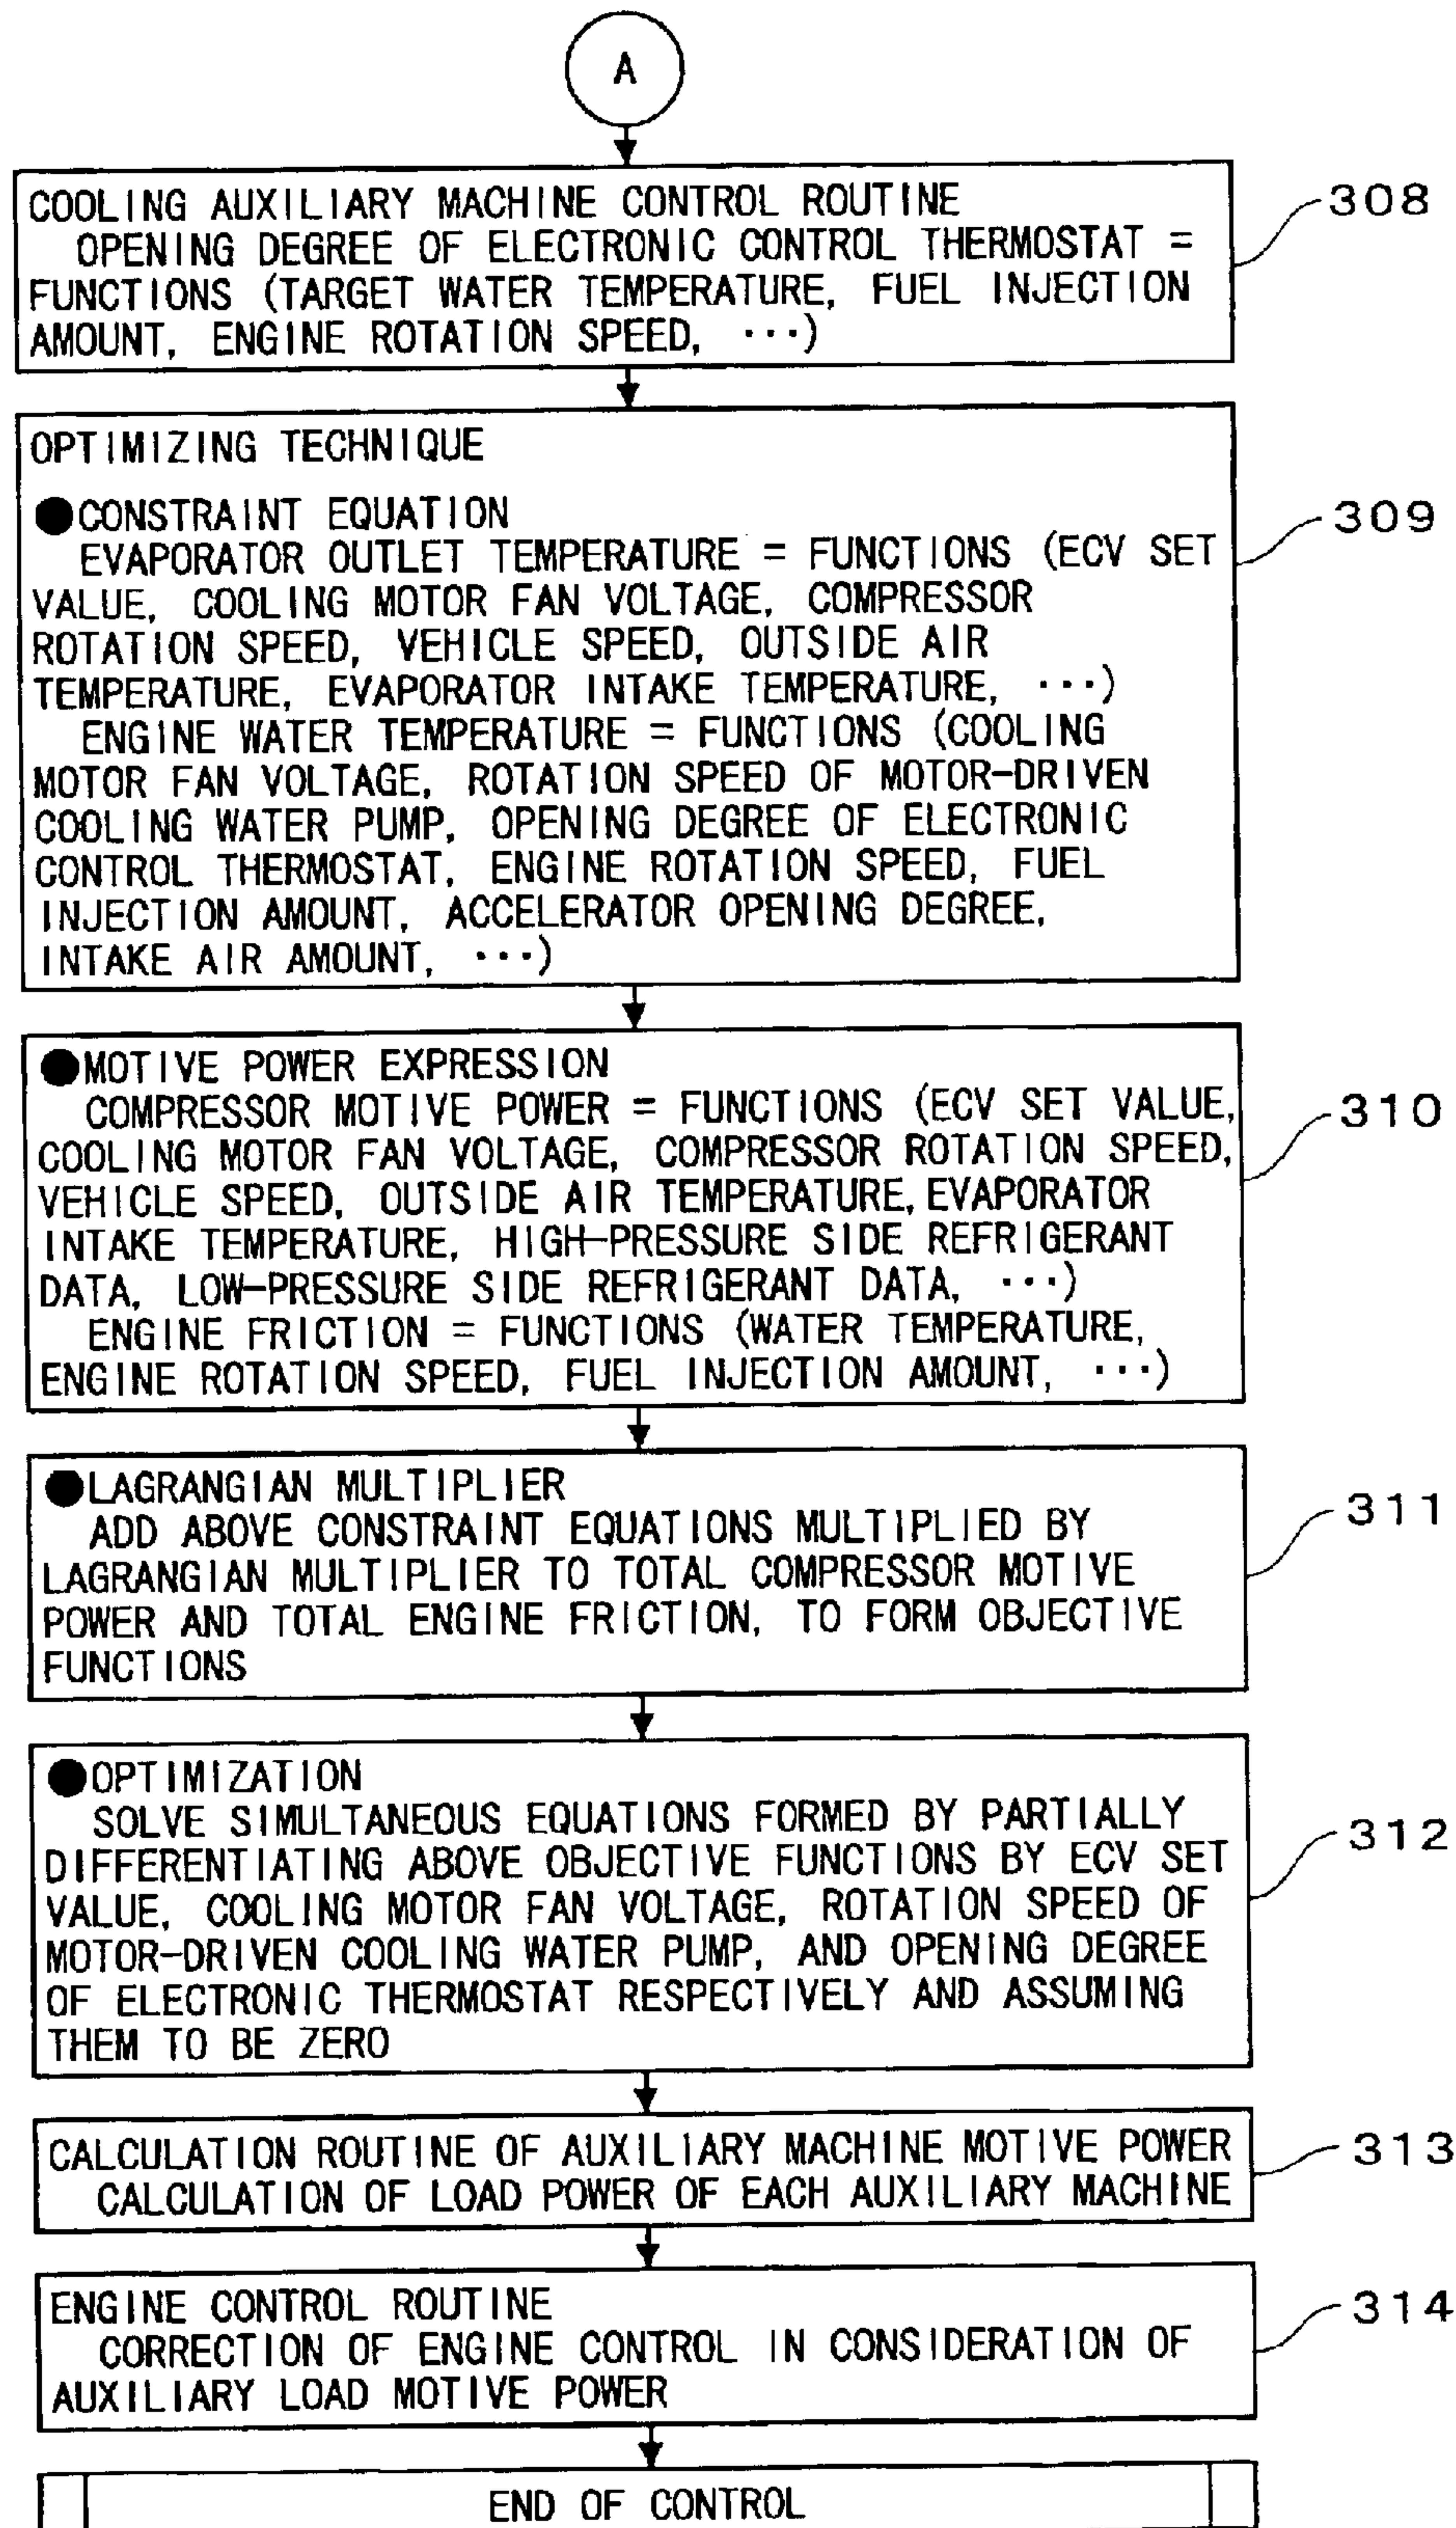 A
COOLING AUXILIARY MACHINE CONTROL ROUTINE
OPENING DEGREE OF ELECTRONIC CONTROL THERMOSTAT =
FUNCTIONS (TARGET WATER TEMPERATURE, FUEL INJECTION
AMOUNT, ENGINE ROTATION SPEED, ···)
308
OPTIMIZING TECHNIQUE
●CONSTRAINT EQUATION
EVAPORATOR OUTLET TEMPERATURE = FUNCTIONS (ECV SET
VALUE, COOLING MOTOR FAN VOLTAGE, COMPRESSOR
ROTATION SPEED, VEHICLE SPEED, OUTSIDE AIR
TEMPERATURE, EVAPORATOR INTAKE TEMPERATURE, ···)
ENGINE WATER TEMPERATURE = FUNCTIONS (COOLING
MOTOR FAN VOLTAGE, ROTATION SPEED OF MOTOR-DRIVEN
COOLING WATER PUMP, OPENING DEGREE OF ELECTRONIC
CONTROL THERMOSTAT, ENGINE ROTATION SPEED, FUEL
INJECTION AMOUNT, ACCELERATOR OPENING DEGREE,
INTAKE AIR AMOUNT, ···)
309
●MOTIVE POWER EXPRESSION
COMPRESSOR MOTIVE POWER = FUNCTIONS (ECV SET VALUE,
COOLING MOTOR FAN VOLTAGE, COMPRESSOR ROTATION SPEED,
VEHICLE SPEED, OUTSIDE AIR TEMPERATURE, EVAPORATOR
INTAKE TEMPERATURE, HIGH-PRESSURE SIDE REFRIGERANT
DATA, LOW-PRESSURE SIDE REFRIGERANT DATA, ···)
ENGINE FRICTION = FUNCTIONS (WATER TEMPERATURE,
ENGINE ROTATION SPEED, FUEL INJECTION AMOUNT, ···)
310
●LAGRANGIAN MULTIPLIER
ADD ABOVE CONSTRAINT EQUATIONS MULTIPLIED BY
LAGRANGIAN MULTIPLIER TO TOTAL COMPRESSOR MOTIVE
POWER AND TOTAL ENGINE FRICTION, TO FORM OBJECTIVE
FUNCTIONS
311
●OPTIMIZATION
SOLVE SIMULTANEOUS EQUATIONS FORMED BY PARTIALLY
DIFFERENTIATING ABOVE OBJECTIVE FUNCTIONS BY ECV SET
VALUE, COOLING MOTOR FAN VOLTAGE, ROTATION SPEED OF
MOTOR-DRIVEN COOLING WATER PUMP, AND OPENING DEGREE
OF ELECTRONIC THERMOSTAT RESPECTIVELY AND ASSUMING
THEM TO BE ZERO
312
CALCULATION ROUTINE OF AUXILIARY MACHINE MOTIVE POWER
CALCULATION OF LOAD POWER OF EACH AUXILIARY MACHINE
313
ENGINE CONTROL ROUTINE
CORRECTION OF ENGINE CONTROL IN CONSIDERATION OF
AUXILIARY LOAD MOTIVE POWER
314
END OF CONTROL